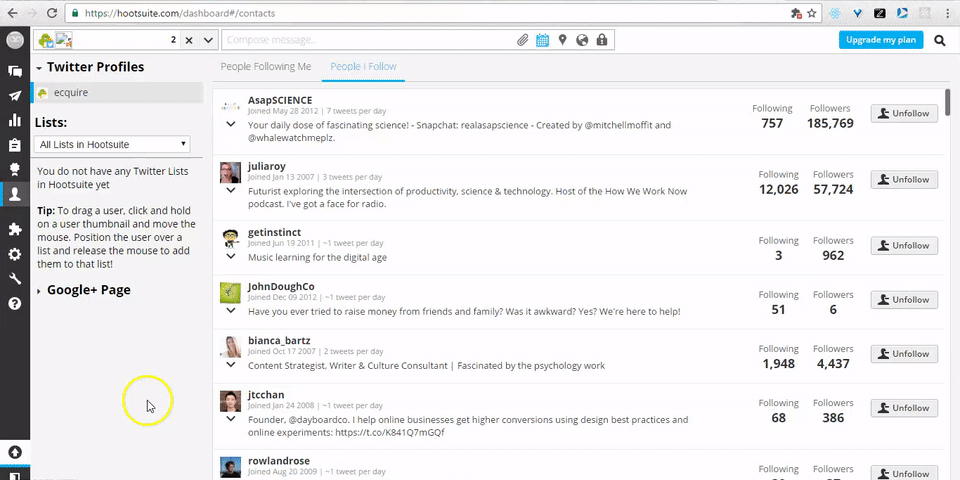 https://hootsuite.com/dashboard#/contacts
2
Compose message...
Upgrade my plan
Twitter Profiles
ecquire
Lists:
All Lists in Hootsuite
You do not have any Twitter Lists
in Hootsuite yet
Tip: To drag a user, click and hold
on a user thumbnail and move the
mouse. Position the user over a
list and release the mouse to add
them to that list!
Google+ Page
People Following Me
People I Follow
AsapSCIENCE
Joined May 28 2012 | 7 tweets per day
Your daily dose of fascinating science! - Snapchat: realasapscience - Created by @mitchellmoffit and
@whalewatchmeplz.
Following
757
Followers
185,769
Unfollow
juliaroy
Joined Jan 13 2007 | 3 tweets per day
Futurist exploring the intersection of productivity, science & technology. Host of the How We Work Now
podcast. I've got a face for radio.
Following
12,026
Followers
57,724
Unfollow
getinstinct
Joined Jun 19 2011 | ~1 tweets per day
Music learning for the digital age
Following
3
Followers
962
Unfollow
JohnDoughCo
Joined Dec 09 2012 | ~1 tweets per day
Have you ever tried to raise money from friends and family? Was it awkward? Yes? We're here to help!
Following
51
Followers
6
Unfollow
bianca_bartz
Joined Oct 17 2007 | 2 tweets per day
Content Strategist, Writer & Culture Consultant | Fascinated by the psychology work
Following
1,948
Followers
4,437
Unfollow
jtcchan
Joined Jan 24 2008 | ~1 tweets per day
Founder, @dayboardco. I help online businesses get higher conversions using design best practices and
online experiments: https://t.co/K841Q7mGQf
Following
68
Followers
386
Unfollow
rowlandrose
Joined Aug 20 2009 | ~1 tweets per day
Following
Followers
Unfollow